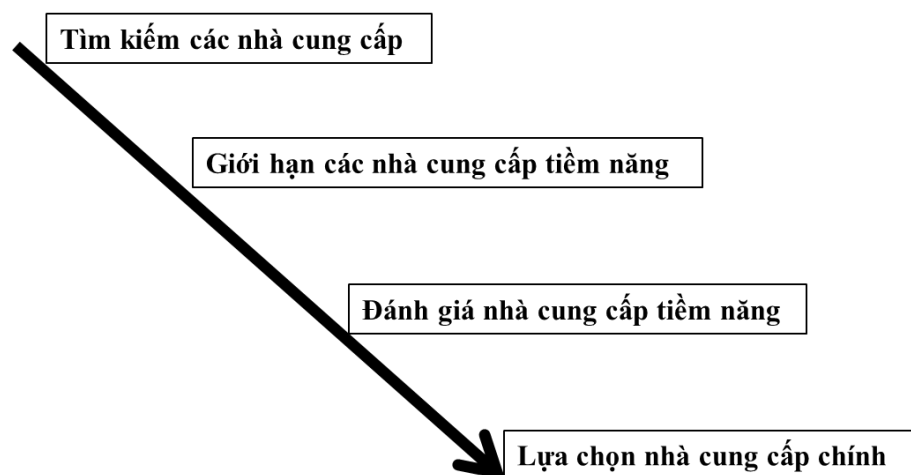 Tìm kiếm các nhà cung cấp
Giới hạn các nhà cung cấp tiềm năng
Đánh giá nhà cung cấp tiềm năng
Lựa chọn nhà cung cấp chính